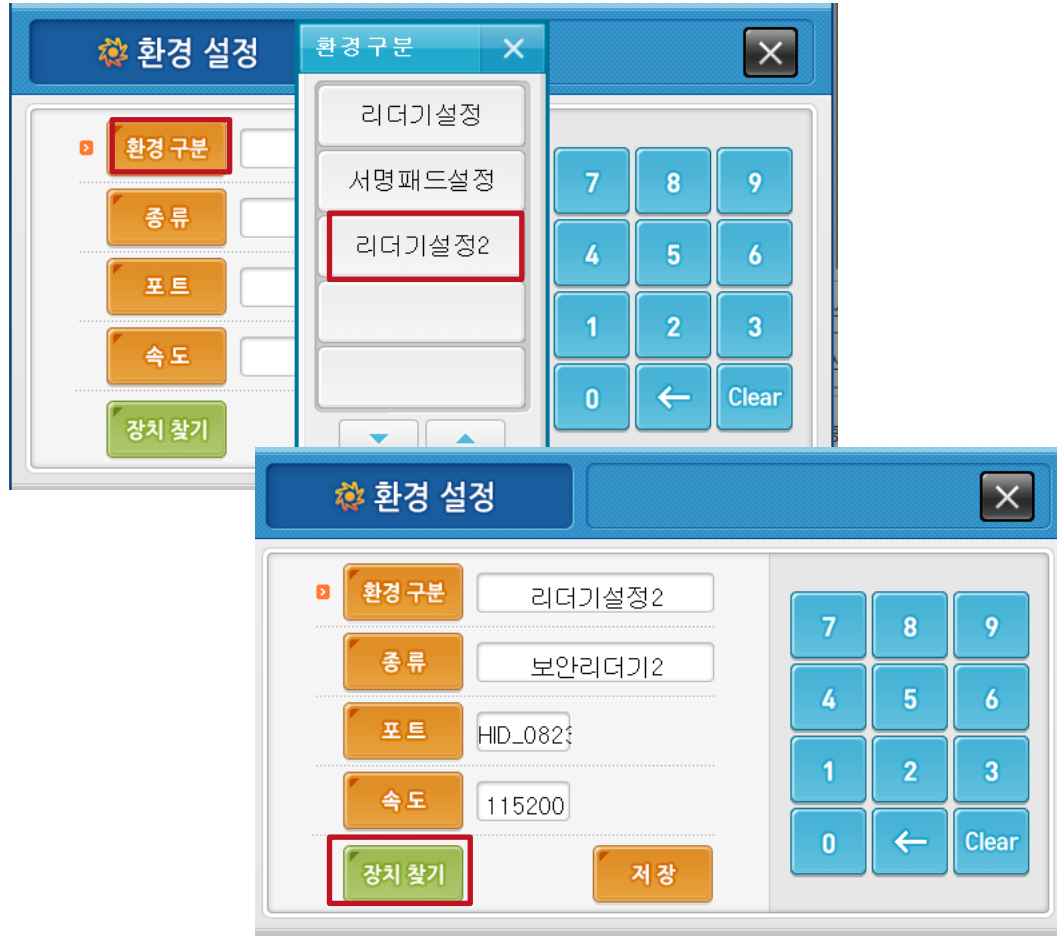 환경 설정
환경구분
환경 구분
리더기설정
서명패드설정
리더기설정2
종 류
포 트
속 도
장치 찾기
7 8 9
4 5 6
1 2 3
0 Clear
환경 설정
환경 구분 리더기설정2
종 류 보안리더기2
포 트 HID_082
속 도 115200
장치 찾기 저 장
7 8 9
4 5 6
1 2 3
0 Clear